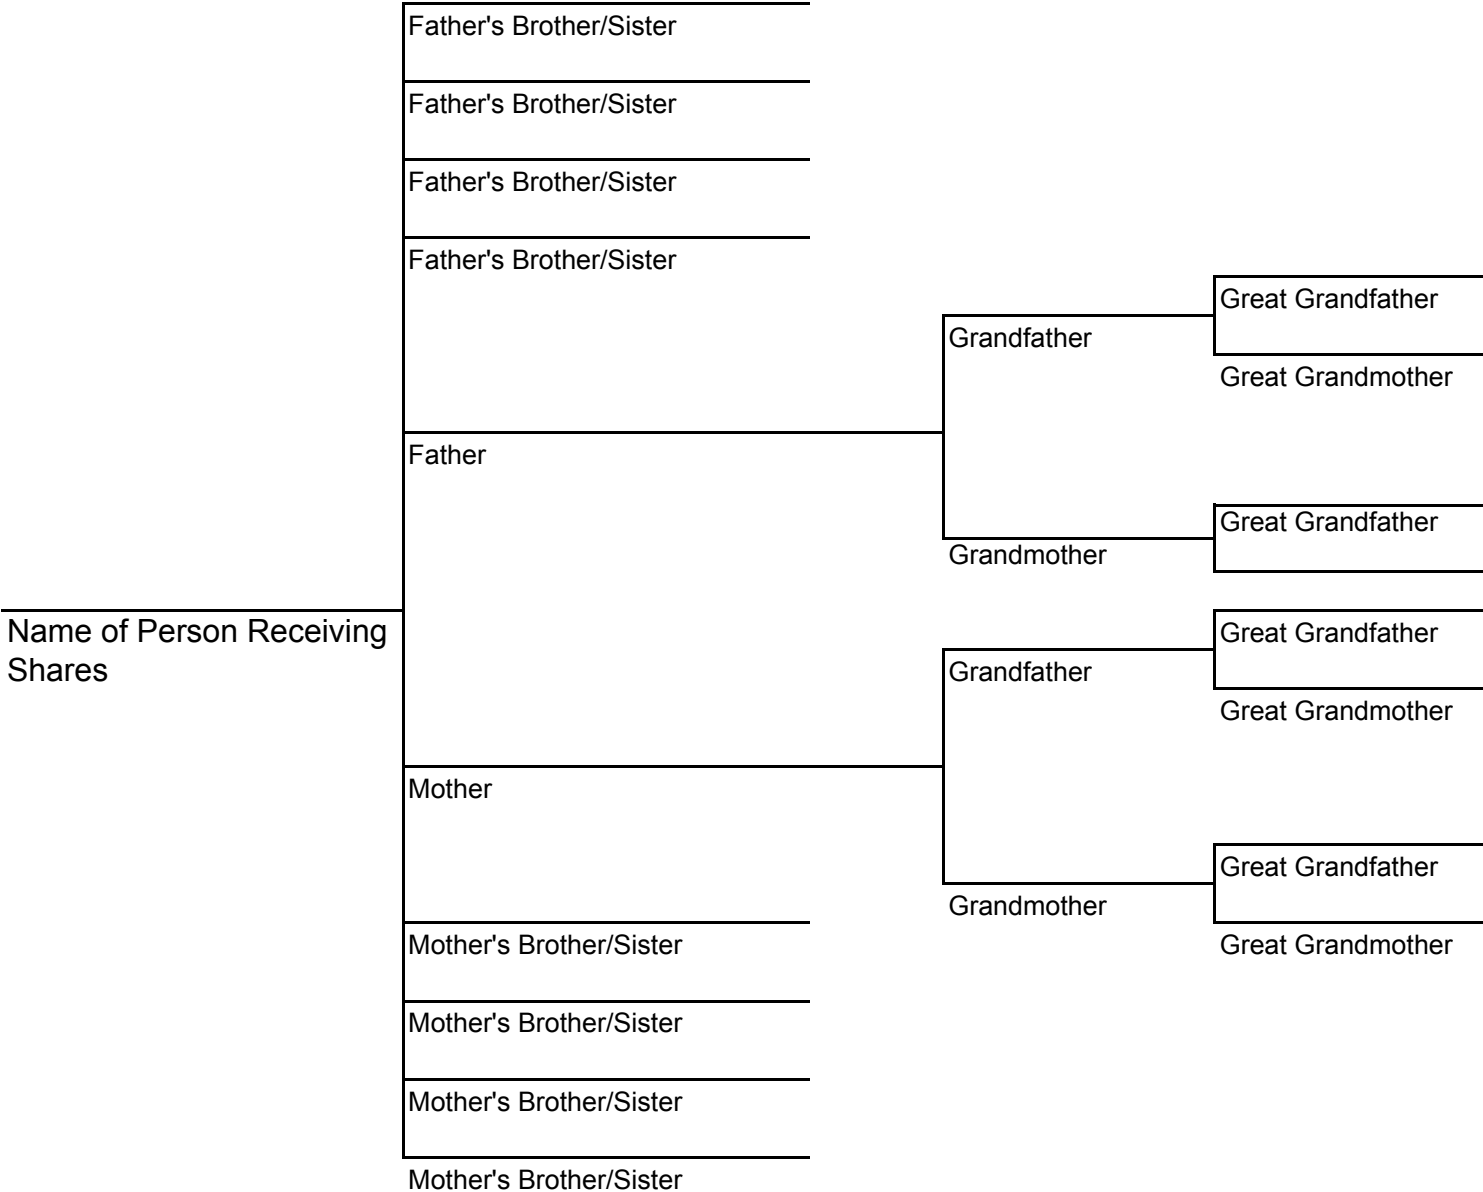 Father's Brother/Sister
Father's Brother/Sister
Father's Brother/Sister
Father's Brother/Sister
Great Grandfather
Grandfather
Great Grandmother
Father
Great Grandfather
Grandmother
Name of Person Receiving
Shares
Great Grandfather
Grandfather
Great Grandmother
Mother
Great Grandfather
Grandmother
Mother's Brother/Sister
Great Grandmother
Mother's Brother/Sister
Mother's Brother/Sister
Mother's Brother/Sister